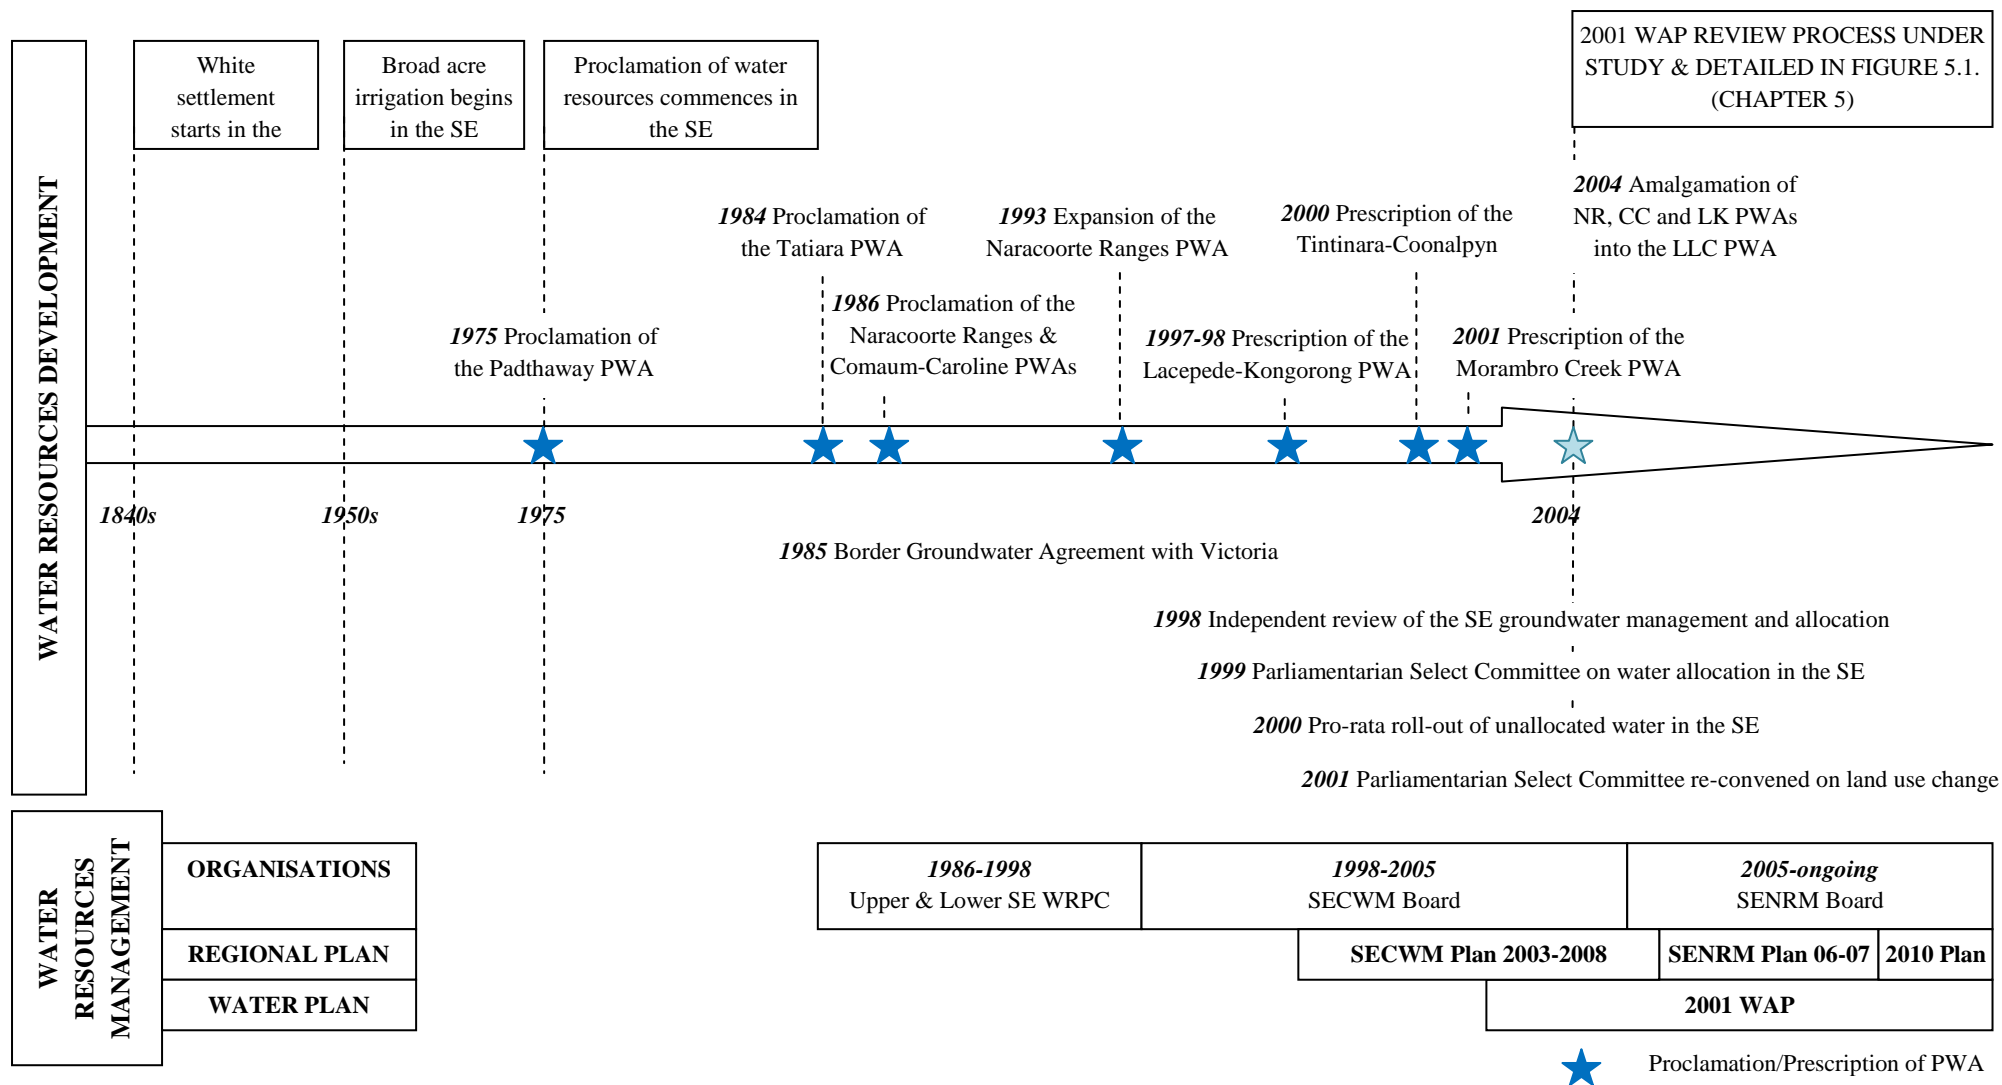 WATER RESOURCES DEVELOPMENT
White
settlement
starts in the
Broad acre
irrigation begins
in the SE
Proclamation of water
resources commences in
the SE
2001 WAP REVIEW PROCESS UNDER
STUDY & DETAILED IN FIGURE 5.1.
(CHAPTER 5)
1975 Proclamation of
the Padthaway PWA
1984 Proclamation of
the Tatiara PWA
1986 Proclamation of the
Naracoorte Ranges &
Comaum-Caroline PWAs
1993 Expansion of the
Naracoorte Ranges PWA
1997-98 Prescription of the
Lacepede-Kongorong PWA
2000 Prescription of the
Tintinara-Coonalpyn
2001 Prescription of the
Morambro Creek PWA
2004 Amalgamation of
NR, CC and LK PWAs
into the LLC PWA
1840s
1950s
1975
2004
1985 Border Groundwater Agreement with Victoria
1998 Independent review of the SE groundwater management and allocation
1999 Parliamentarian Select Committee on water allocation in the SE
2000 Pro-rata roll-out of unallocated water in the SE
2001 Parliamentarian Select Committee re-convened on land use change
WATER
RESOURCES
MANAGEMENT
ORGANISATIONS
1986-1998
Upper & Lower SE WRPC
1998-2005
SECWM Board
2005-ongoing
SENRM Board
REGIONAL PLAN
SECWM Plan 2003-2008
SENRM Plan 06-07
2010 Plan
WATER PLAN
2001 WAP
Proclamation/Prescription of PWA